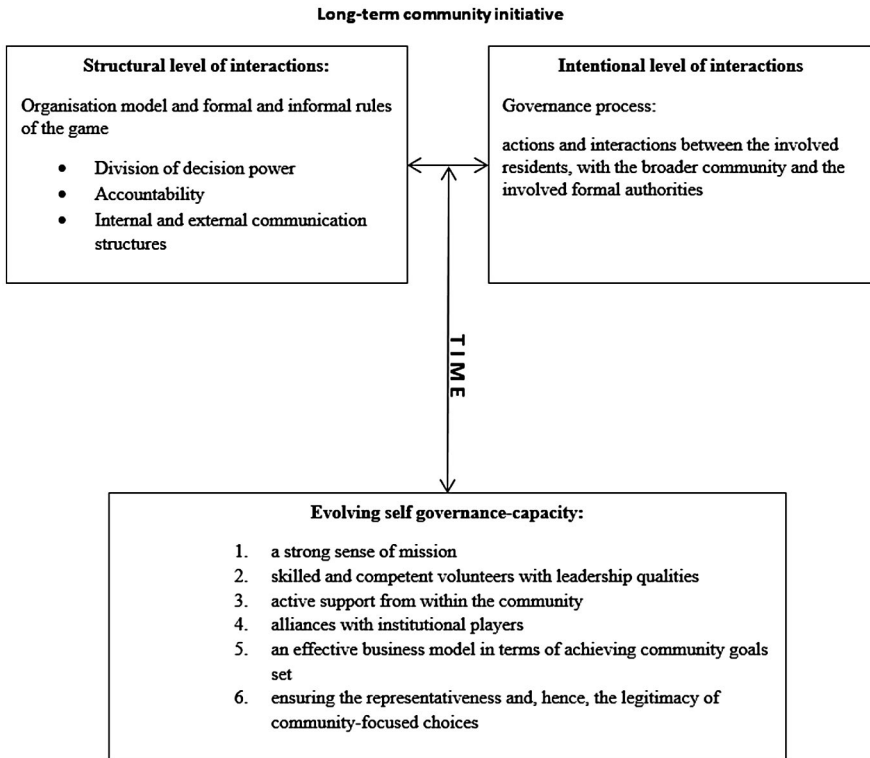 Long-term community initiative
Structural level of interactions:
Organisation model and formal and informal rules
of the game
• Division of decision power
• Accountability
• Internal and external communication
structures
Intentional level of interactions
Governance process:
actions and interactions between the involved
residents, with the broader community and the
involved formal authorities
TIME
Evolving self governance-capacity:
1. a strong sense of mission
2. skilled and competent volunteers with leadership qualities
3. active support from within the community
4. alliances with institutional players
5. an effective business model in terms of achieving community goals
set
6. ensuring the representativeness and, hence, the legitimacy of
community-focused choices